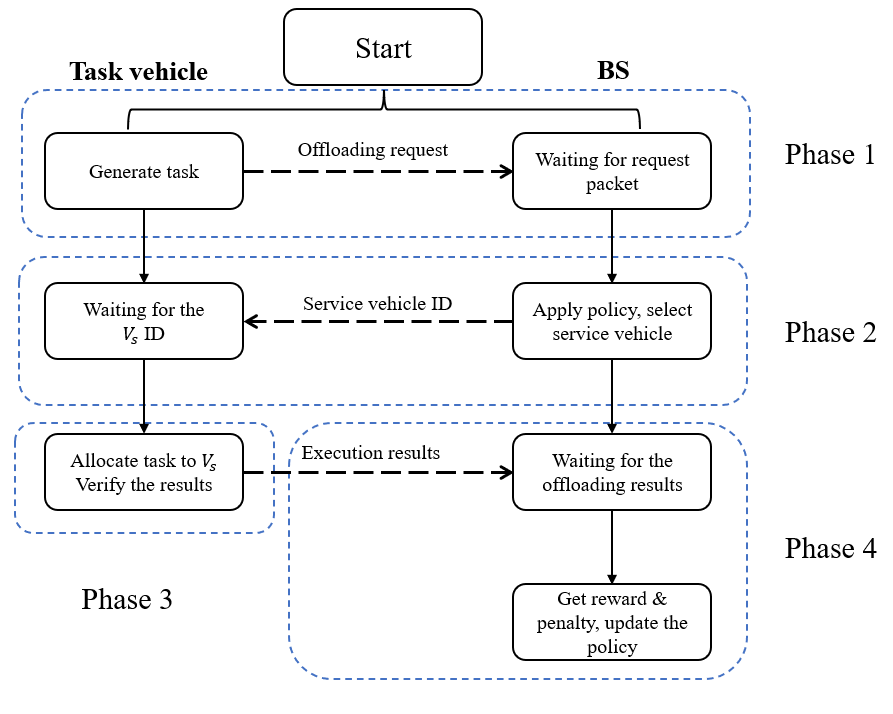 Start
Task vehicle
BS
Generate task
Offloading request
Waiting for request
packet
Phase 1
Waiting for the
Vs ID
Service vehicle ID
Apply policy, select
service vehicle
Phase 2
Allocate task to Vs
Verify the results
Execution results
Waiting for the
offloading results
Phase 3
Phase 4
Get reward &
penalty, update the
policy